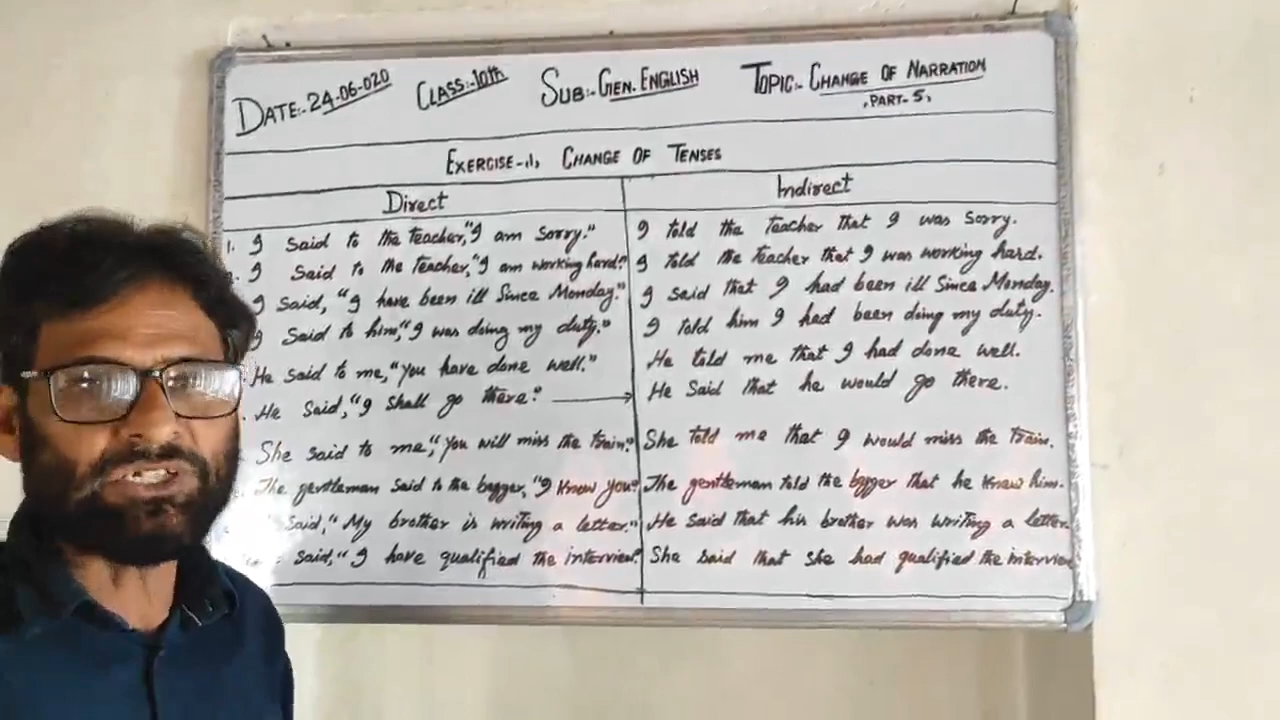 DATE:-24-06-020 CLASS:-10th SUB:-GEN. ENGLISH TOPIC:- CHANGE OF NARRATION
PART-5,
EXERCISE-1, CHANGE OF TENSES
Direct Indirect
1. I said to the teacher, "I am sorry." I told the teacher that I was sorry.
I said to the teacher, "I am working hard." I told the teacher that I was working hard.
I said, "I have been ill Since Monday." I said that I had been ill Since Monday.
I said to him, "I was doing my duty." I told him I had been ding my duty.
He said to me, "You have done well." He told me that I had done well.
He said, "I shall go there." He said that he would go there.
She said to me, "You will miss the train." She told me that I would miss the train.
The gentleman said to the begger, "I know you." The gentleman told the begger that he knew him.
said, "My brother is writing a letter." He said that his brother was writing a letter.
said, "I have qualified the interview." She said that she had qualified the interview